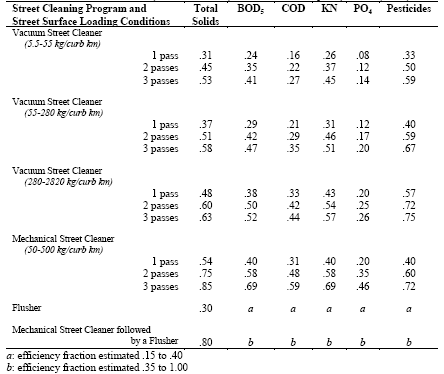 Street Cleaning Program and Total BOD5 COD KN PO4 Pesticides
Street Surface Loading Conditions Solids
Vacuum Street Cleaner
(5.5-55 kg/curb km)
1 pass .31 .24 .16 .26 .08 .33
2 passes .45 .35 .22 .37 .12 .50
3 passes .53 .41 .27 .45 .14 .59
Vacuum Street Cleaner
(55-280 kg/curb km)
1 pass .37 .29 .21 .31 .12 .40
2 passes .51 .42 .29 .46 .17 .59
3 passes .58 .47 .35 .51 .20 .67
Vacuum Street Cleaner
(280-2820 kg/curb km)
1 pass .48 .38 .33 .43 .20 .57
2 passes .60 .50 .42 .54 .25 .72
3 passes .63 .52 .44 .57 .26 .75
Mechanical Street Cleaner
(50-500 kg/curb km)
1 pass .54 .40 .31 .40 .20 .40
2 passes .75 .58 .48 .58 .35 .60
3 passes .85 .69 .59 .69 .46 .72
Flusher .30 a a a a a
Mechanical Street Cleaner followed
by a Flusher .80 b b b b b
a: efficiency fraction estimated .15 to .40
b: efficiency fraction estimated .35 to 1.00